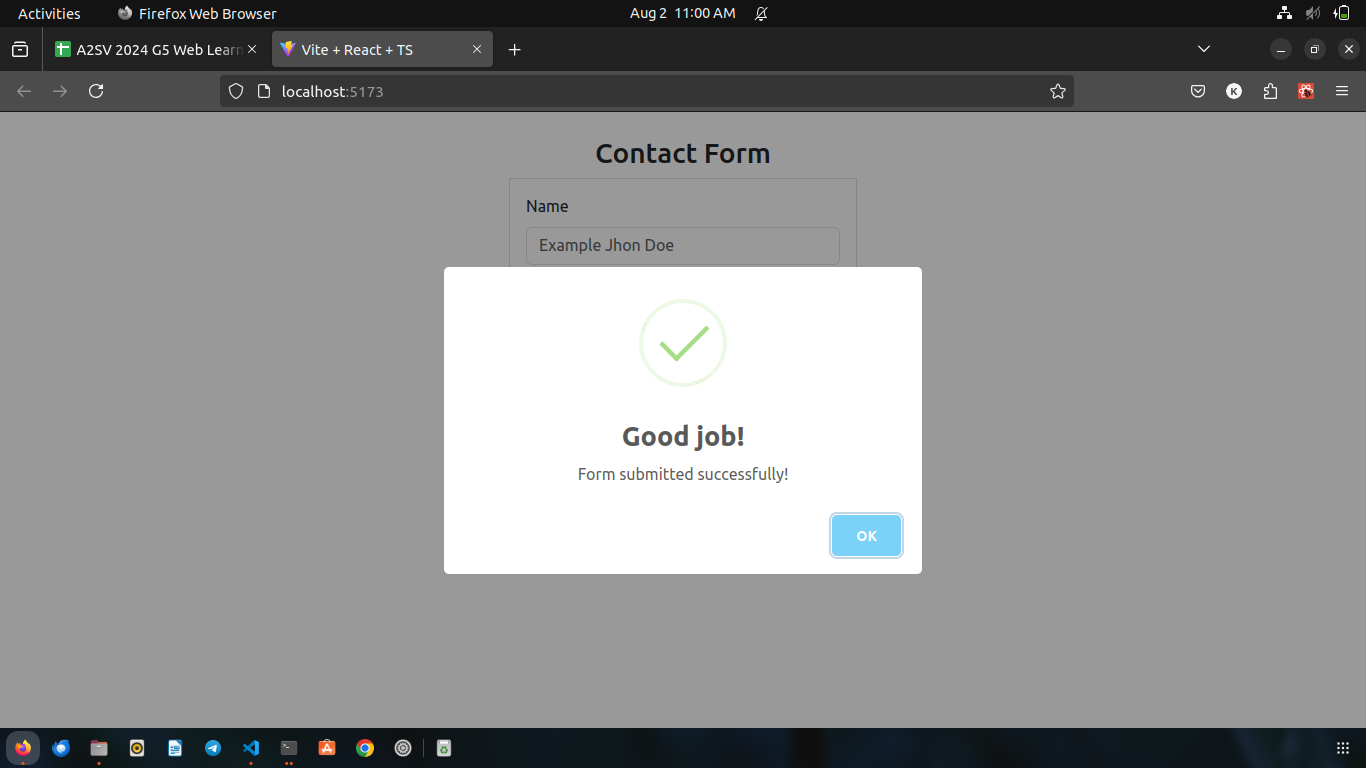 Activities
Firefox Web Browser
Aug 2 11:00 AM
A2SV 2024 G5 Web Learn
Vite + React + TS
localhost:5173
K
Contact Form
Name
Example Jhon Doe
Good job!
Form submitted successfully!
OK